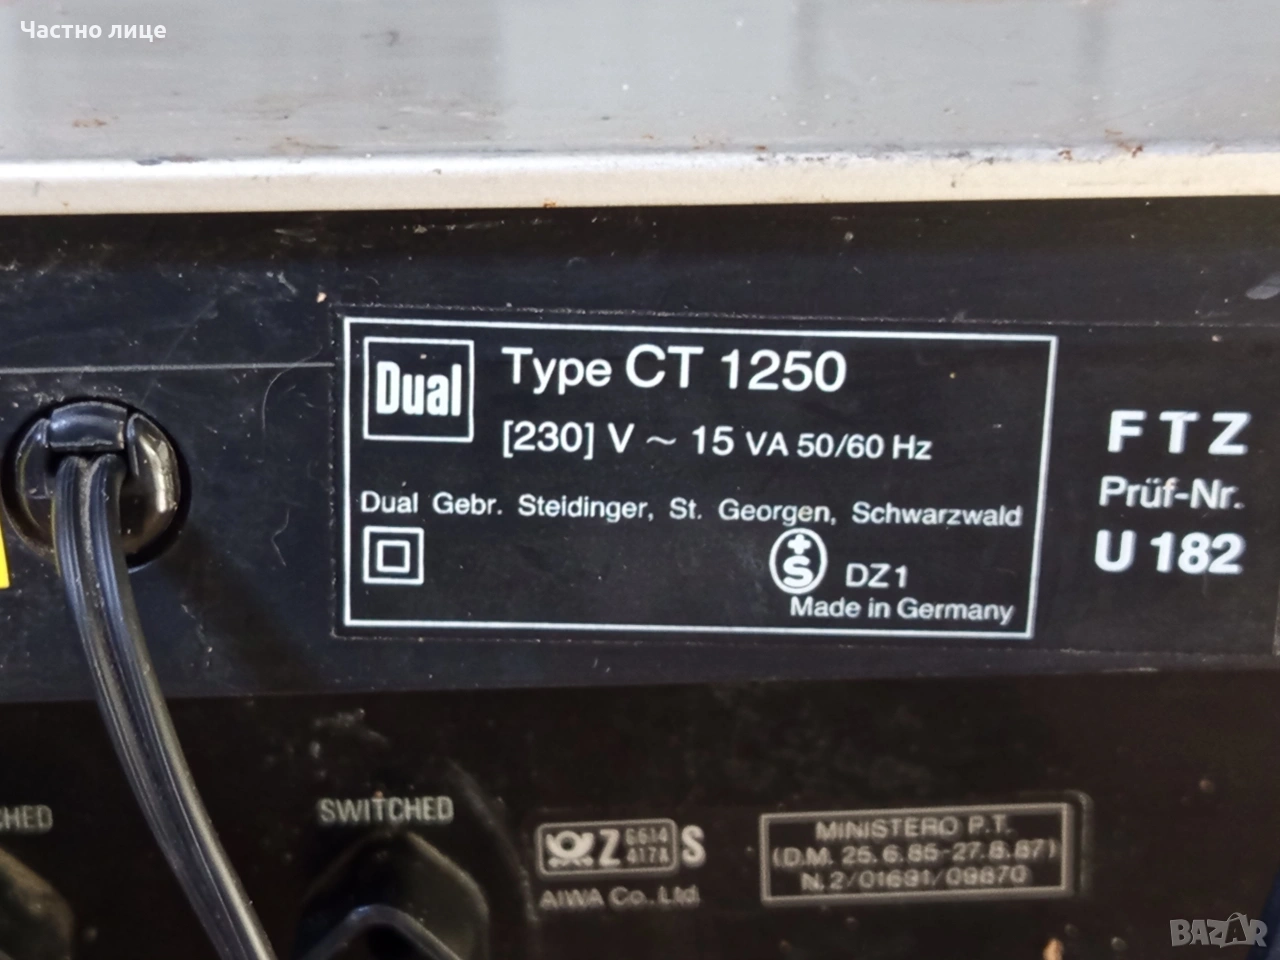 Частно лице
Dual
Type CT 1250
[230] V ~ 15 VA 50/60 Hz
Dual Gebr. Steidinger, St. Georgen, Schwarzwald
+S
DZ1
Made in Germany
FTZ
Prüf-Nr.
U 182
SWITCHED
Z
S
AIWA Co., Ltd.
MINISTERO P.T.
(D.M. 25.6.85-27.8.87)
N.2/01691/09870
BAZAR